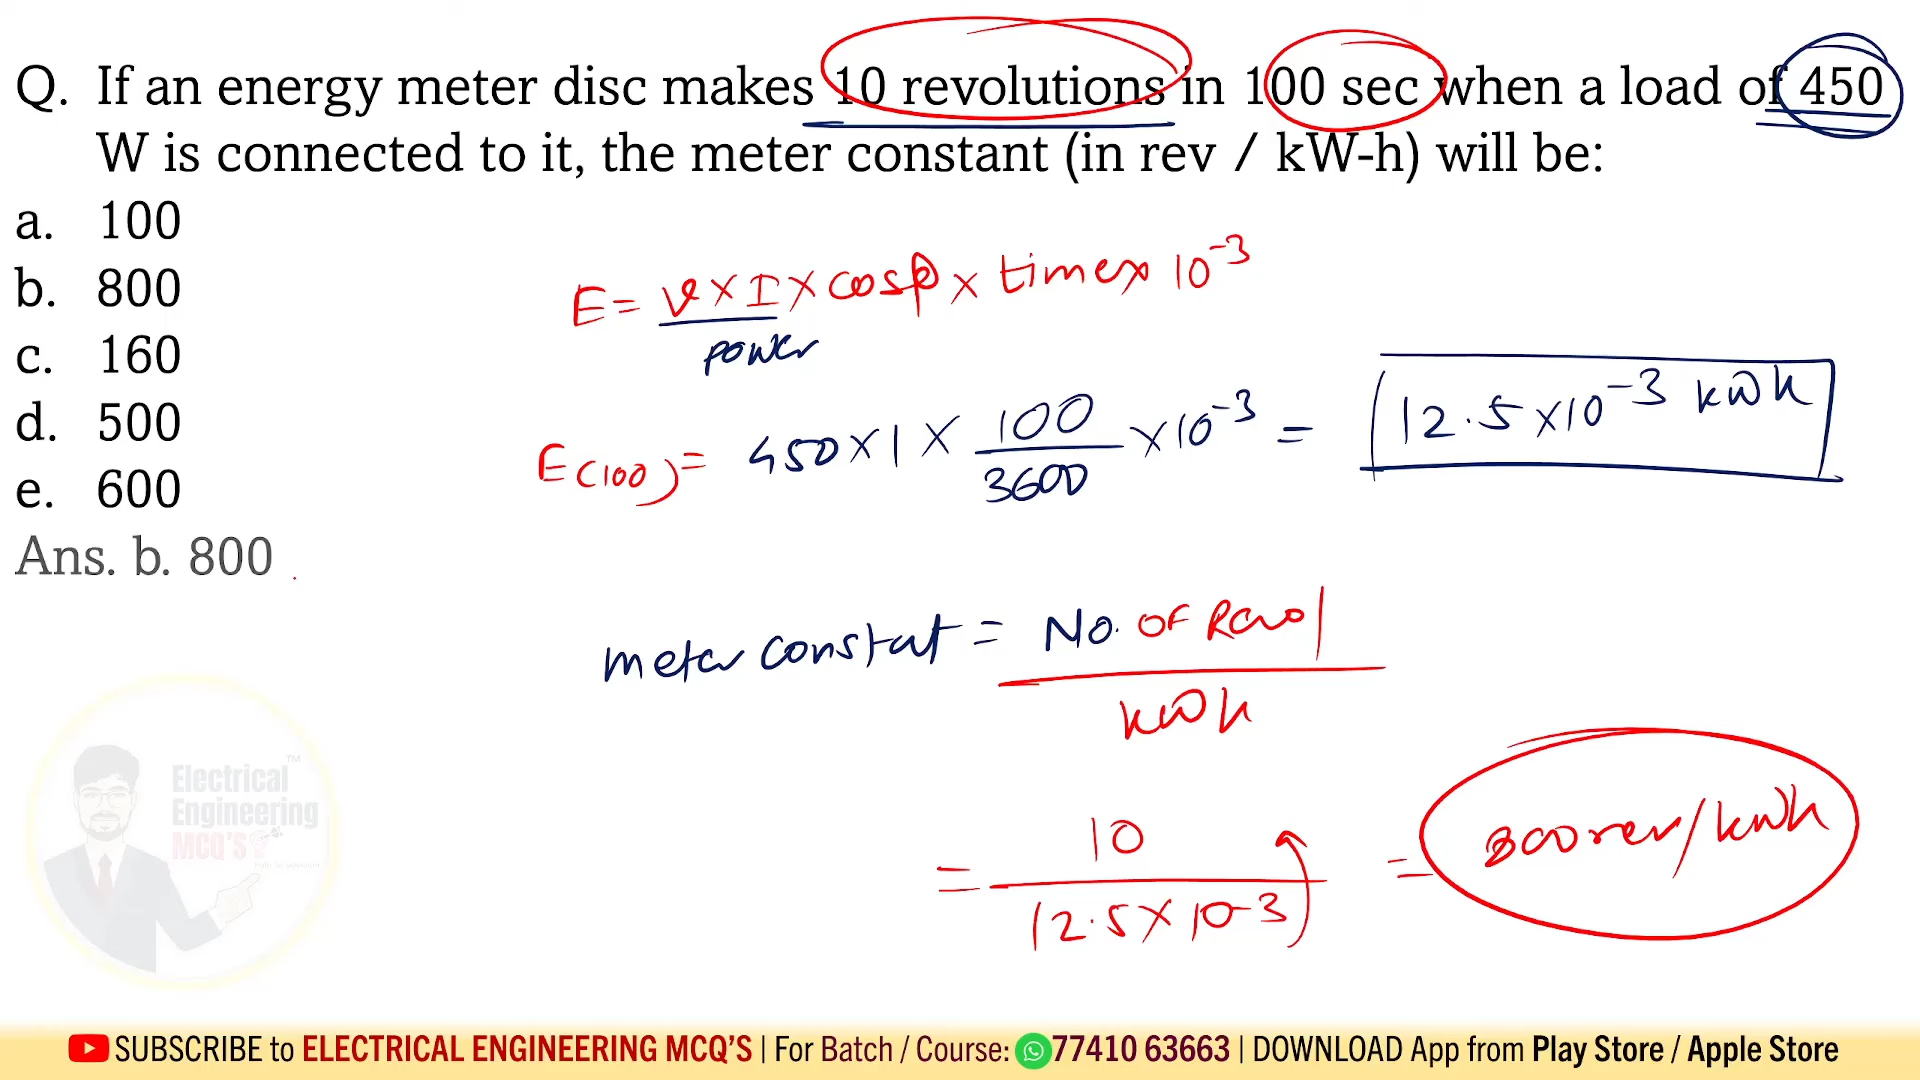 Q. If an energy meter disc makes 10 revolutions in 100 sec when a load of 450
W is connected to it, the meter constant (in rev / kW-h) will be:
a. 100
b. 800
c. 160
d. 500
e. 600
Ans. b. 800
E = V × I × cosφ × time × 10⁻³
power
E(100) = 450 × 1 × 100/3600 × 10⁻³ = 12.5 × 10⁻³ kWh
meter constat = No. OF Revol / kWh
= 10 / 12.5 × 10-3 = 800 rev/kWh
Electrical™
Engineering
MCQ'S
SUBSCRIBE to ELECTRICAL ENGINEERING MCQ'S | For Batch / Course: 77410 63663 | DOWNLOAD App from Play Store / Apple Store